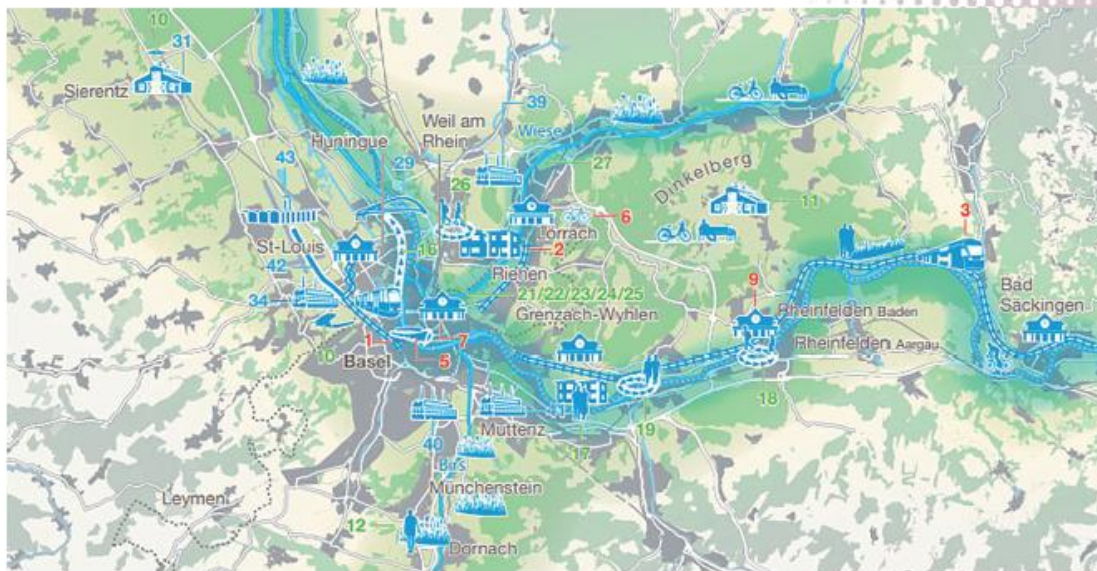 10
31
Sierentz
39
Weil am
Rhein
Wiese
Huningue
43
29
26
27
Dinkelberg
11
6
3
St-Louis
16
Lörrach
2
42
Riehen
34
21/22/23/24/25
Grenzach-Wyhlen
9
Rheinfelden Baden
Bad
Säckingen
1
7
Rheinfelden Aargau
10
Basel
5
18
Muttenz
19
40
17
Birs
Münchenstein
Leymen
12
Dornach